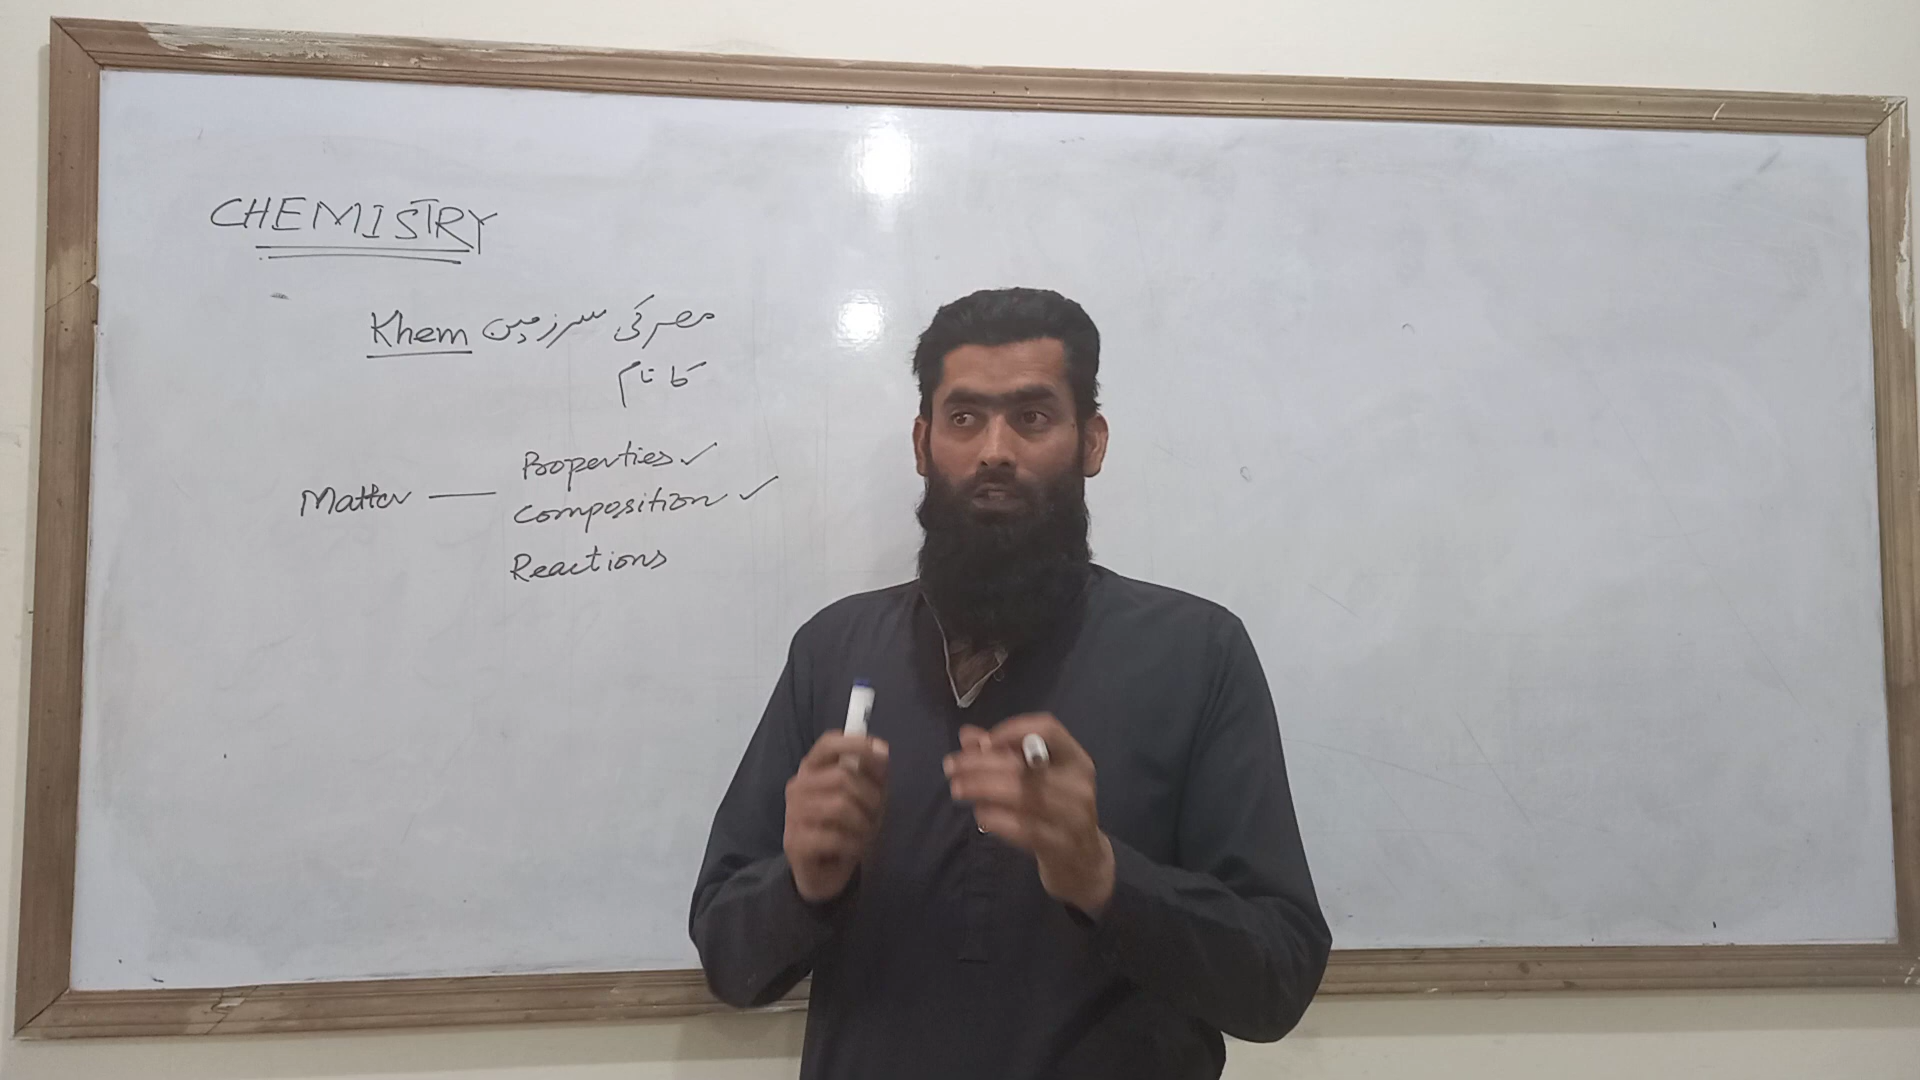 CHEMISTRY
Khem مصر کی سرزمین
کا نام
Properties ✓
Matter — Composition ✓
Reactions